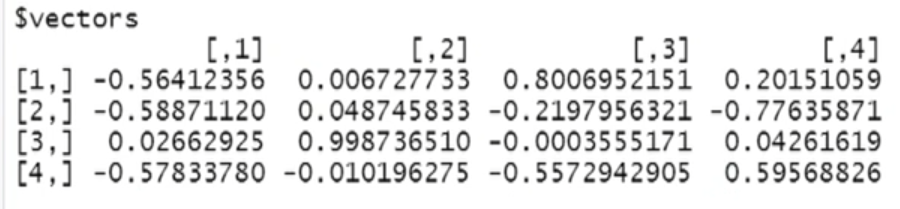 $vectors
[,1] [,2] [,3] [,4]
[1,] -0.56412356 0.006727733 0.8006952151 0.20151059
[2,] -0.58871120 0.048745833 -0.2197956321 -0.77635871
[3,] 0.02662925 0.998736510 -0.0003555171 0.04261619
[4,] -0.57833780 -0.010196275 -0.5572942905 0.59568826